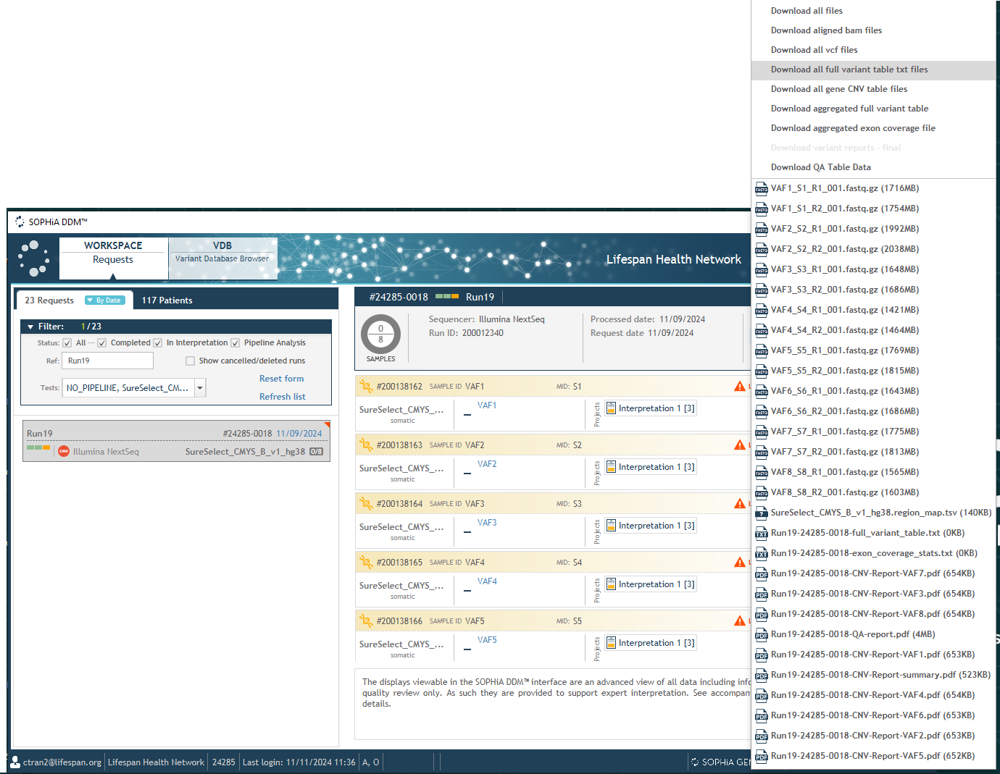 Download all files
Download aligned bam files
Download all vcf files
Download all full variant table txt files
Download all gene CNV table files
Download aggregated full variant table
Download aggregated exon coverage file
Download variant reports - final
Download QA Table Data
VAF1_S1_R1_001.fastq.gz (1716MB)
VAF1_S1_R2_001.fastq.gz (1754MB)
VAF2_S2_R1_001.fastq.gz (1992MB)
VAF2_S2_R2_001.fastq.gz (2038MB)
VAF3_S3_R1_001.fastq.gz (1648MB)
VAF3_S3_R2_001.fastq.gz (1686MB)
VAF4_S4_R1_001.fastq.gz (1421MB)
VAF4_S4_R2_001.fastq.gz (1464MB)
VAF5_S5_R1_001.fastq.gz (1769MB)
VAF5_S5_R2_001.fastq.gz (1815MB)
VAF6_S6_R1_001.fastq.gz (1643MB)
VAF6_S6_R2_001.fastq.gz (1686MB)
VAF7_S7_R1_001.fastq.gz (1775MB)
VAF7_S7_R2_001.fastq.gz (1813MB)
VAF8_S8_R1_001.fastq.gz (1565MB)
VAF8_S8_R2_001.fastq.gz (1603MB)
SureSelect_CMYS_B_v1_hg38.region_map.tsv (140KB)
Run19-24285-0018-full_variant_table.txt (0KB)
Run19-24285-0018-exon_coverage_stats.txt (0KB)
Run19-24285-0018-CNV-Report-VAF7.pdf (654KB)
Run19-24285-0018-CNV-Report-VAF3.pdf (654KB)
Run19-24285-0018-CNV-Report-VAF8.pdf (654KB)
Run19-24285-0018-QA-report.pdf (4MB)
Run19-24285-0018-CNV-Report-VAF1.pdf (653KB)
Run19-24285-0018-CNV-Report-summary.pdf (523KB)
Run19-24285-0018-CNV-Report-VAF4.pdf (654KB)
Run19-24285-0018-CNV-Report-VAF6.pdf (653KB)
Run19-24285-0018-CNV-Report-VAF2.pdf (653KB)
Run19-24285-0018-CNV-Report-VAF5.pdf (652KB)
SOPHiA DDM™
WORKSPACE
Requests
VDB
Variant Database Browser
Lifespan Health Network
23 Requests By Date 117 Patients
Filter: 1/23
Status: All Completed In Interpretation Pipeline Analysis
Ref: Run19 Show cancelled/deleted runs
Reset form
Tests: NO_PIPELINE, SureSelect_CM...
Refresh list
Run19 #24285-0018 11/09/2024
CNV Illumina NextSeq SureSelect_CMYS_B_v1_hg38 0/8
#24285-0018 Run19
0
8
SAMPLES
Sequencer: Illumina NextSeq
Run ID: 200012340
Processed date: 11/09/2024
Request date 11/09/2024
#200138162 SAMPLE ID VAF1 MID: S1
SureSelect_CMYS_...
somatic
VAF1
Projects
Interpretation 1 [3]
#200138163 SAMPLE ID VAF2 MID: S2
SureSelect_CMYS_...
somatic
VAF2
Projects
Interpretation 1 [3]
#200138164 SAMPLE ID VAF3 MID: S3
SureSelect_CMYS_...
somatic
VAF3
Projects
Interpretation 1 [3]
#200138165 SAMPLE ID VAF4 MID: S4
SureSelect_CMYS_...
somatic
VAF4
Projects
Interpretation 1 [3]
#200138166 SAMPLE ID VAF5 MID: S5
SureSelect_CMYS_...
somatic
VAF5
Projects
Interpretation 1 [3]
The displays viewable in the SOPHiA DDM™ interface are an advanced view of all data including info
quality review only. As such they are provided to support expert interpretation. See accompan
details.
ctran2@lifespan.org Lifespan Health Network 24285 Last login: 11/11/2024 11:36 A, O
SOPHiA GEN